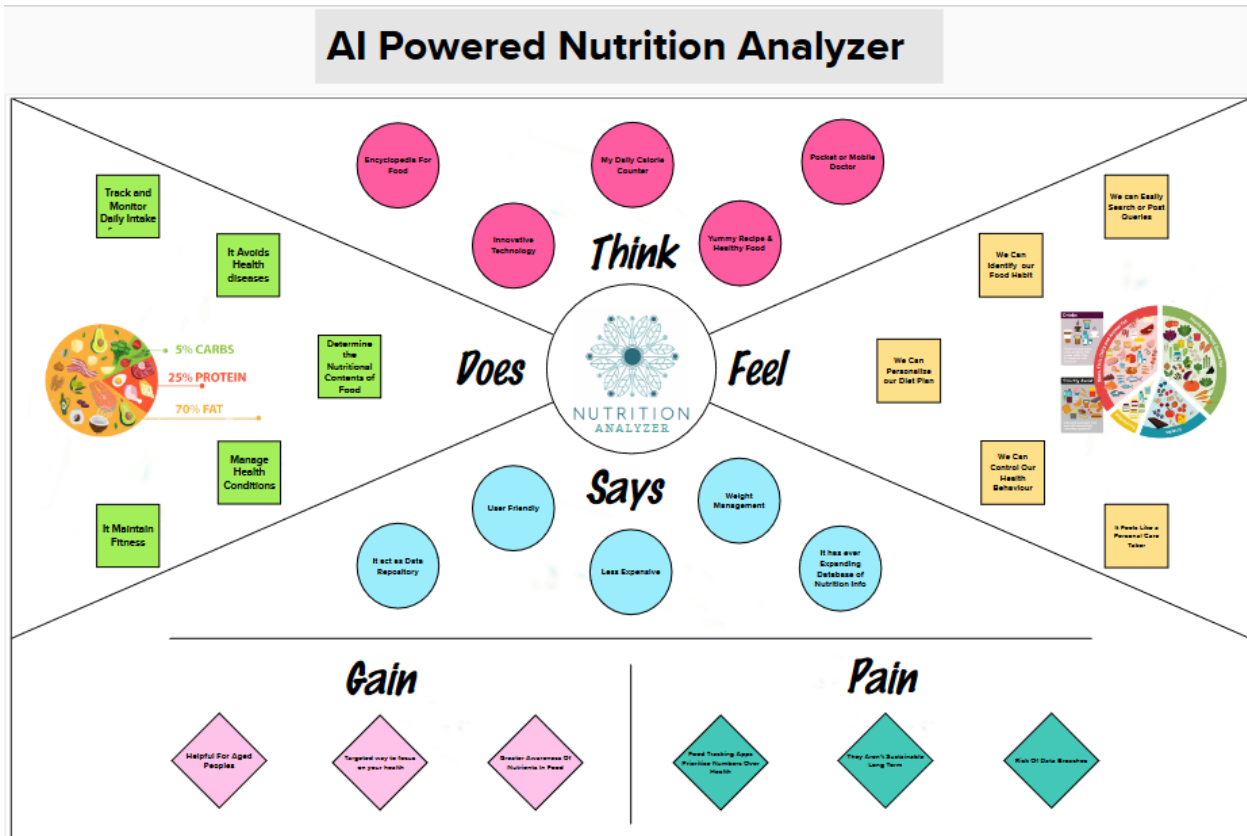 AI Powered Nutrition Analyzer
Encyclopedia For
Food
My Daily Calorie
Counter
Pocket or Mobile
Doctor
Innovative
Technology
Yummy Recipe &
Healthy Food
Think
Track and
Monitor
Daily Intake
It Avoids
Health
diseases
Determine
the
Nutritional
Contents of
Food
Manage
Health
Conditions
It Maintain
Fitness
5% CARBS
25% PROTEIN
70% FAT
Does
NUTRITION
ANALYZER
Feel
We can Easily
Search or Post
Queries
We Can
Identify our
Food Habit
We Can
Personalize
our Diet Plan
We Can
Control Our
Health
Behaviour
It Feels Like a
Personal Care
Taker
Drinks
Says
User Friendly
Weight
Management
It act as Data
Repository
Less Expensive
It has ever
Expanding
Database of
Nutrition Info
Gain
Helpful For Aged
Peoples
Targeted way to focus
on your health
Greater Awareness Of
Nutrients In Food
Pain
Food Tracking Apps
Prioritise Numbers Over
Health
They Aren't Sustainable
Long Term
Risk Of Data Breaches